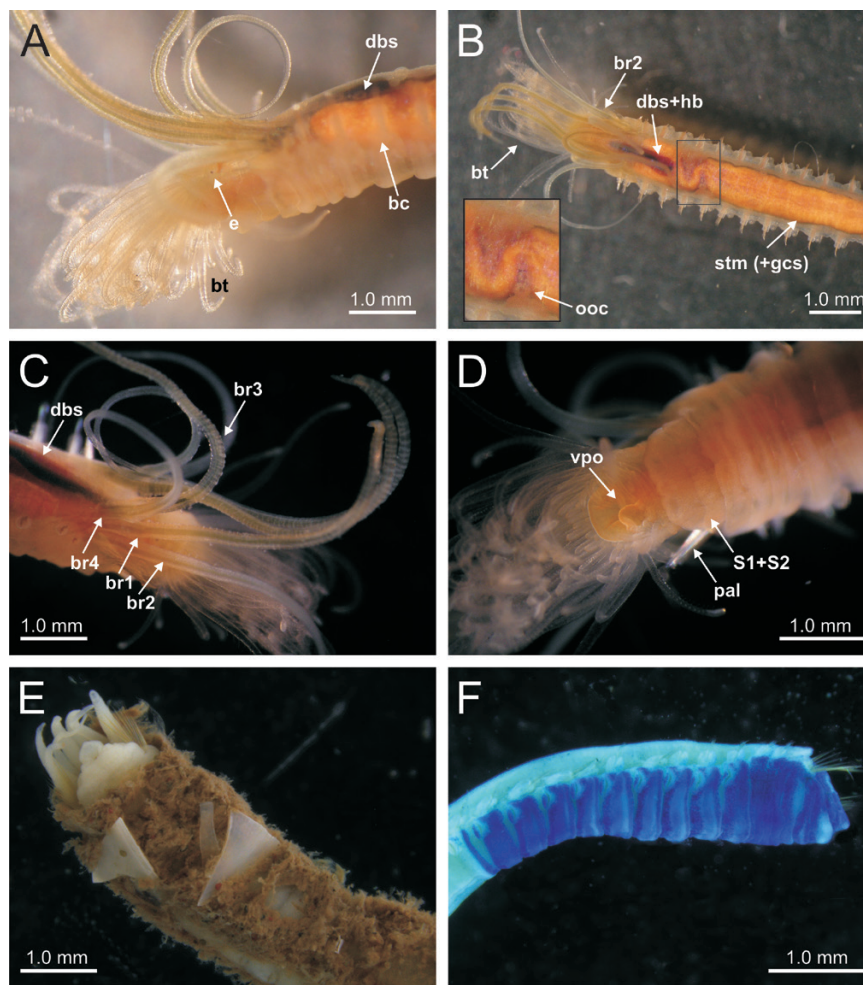 A
dbs
bc
e
bt
1.0 mm
B
br2
dbs+hb
bt
stm (+gcs)
ooc
1.0 mm
C
dbs
br3
br4
br1
br2
1.0 mm
D
vpo
S1+S2
pal
1.0 mm
E
1.0 mm
F
1.0 mm